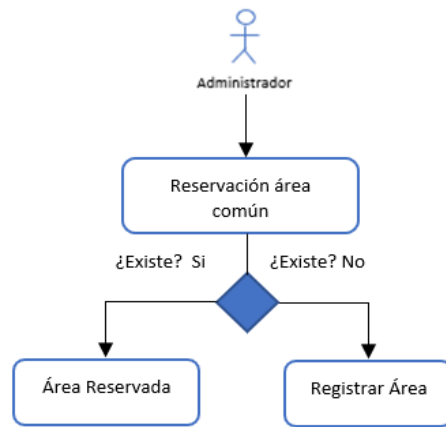 Administrador
Reservación área
común
¿Existe? Si
¿Existe? No
Área Reservada
Registrar Área